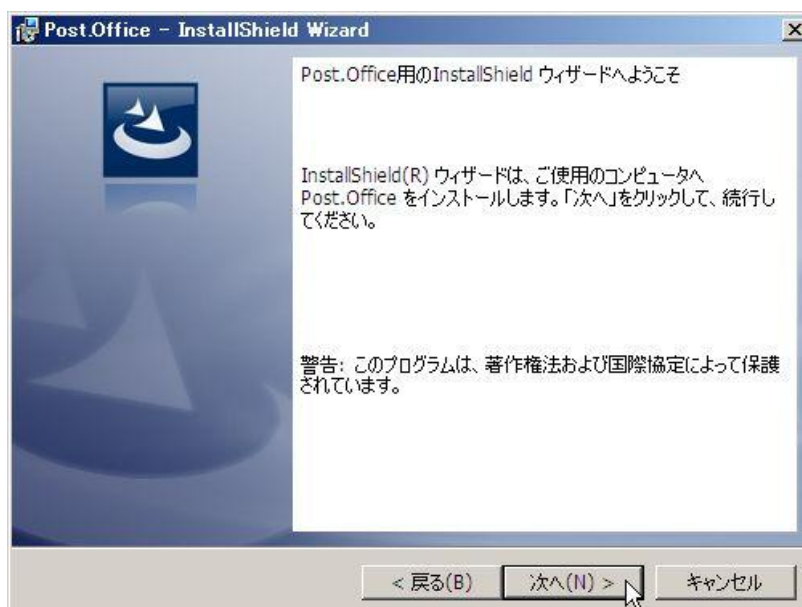 Post.Office - InstallShield Wizard
Post.Office用のInstallShield ウィザードへようこそ
InstallShield(R) ウィザードは、ご使用のコンピュータへ
Post.Office をインストールします。「次へ」をクリックして、続行し
てください。
警告: このプログラムは、著作権法および国際協定によって保護
されています。
< 戻る(B) 次へ(N) > キャンセル